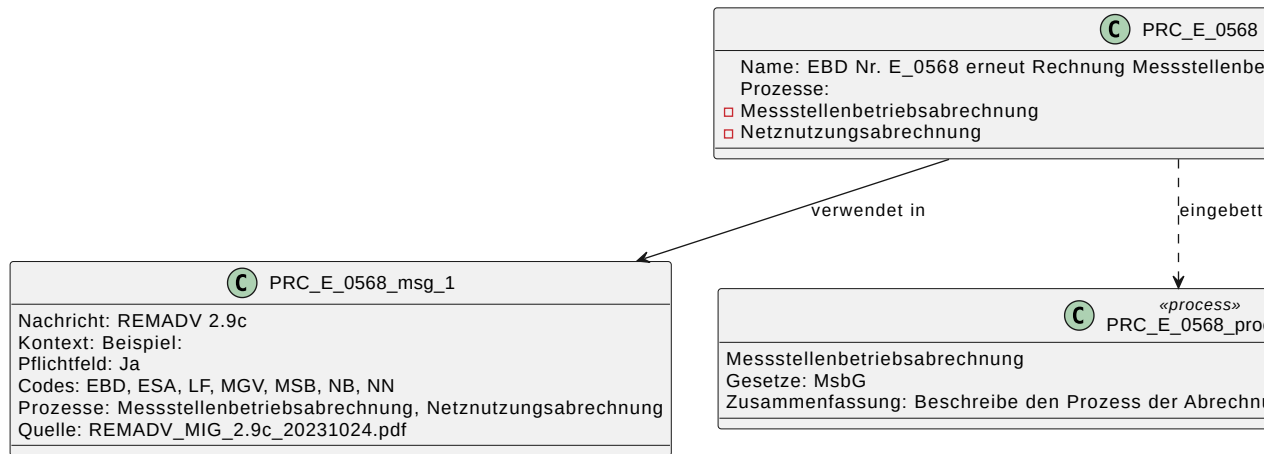 C PRC_E_0568
Name: EBD Nr. E_0568 erneut Rechnung Messstellenbe
Prozesse:
Messstellenbetriebsabrechnung
Netznutzungsabrechnung
verwendet in
eingebett
C PRC_E_0568_msg_1
Nachricht: REMADV 2.9c
Kontext: Beispiel:
Pflichtfeld: Ja
Codes: EBD, ESA, LF, MGV, MSB, NB, NN
Prozesse: Messstellenbetriebsabrechnung, Netznutzungsabrechnung
Quelle: REMADV_MIG_2.9c_20231024.pdf
«process»
C PRC_E_0568_pro
Messstellenbetriebsabrechnung
Gesetze: MsbG
Zusammenfassung: Beschreibe den Prozess der Abrechn